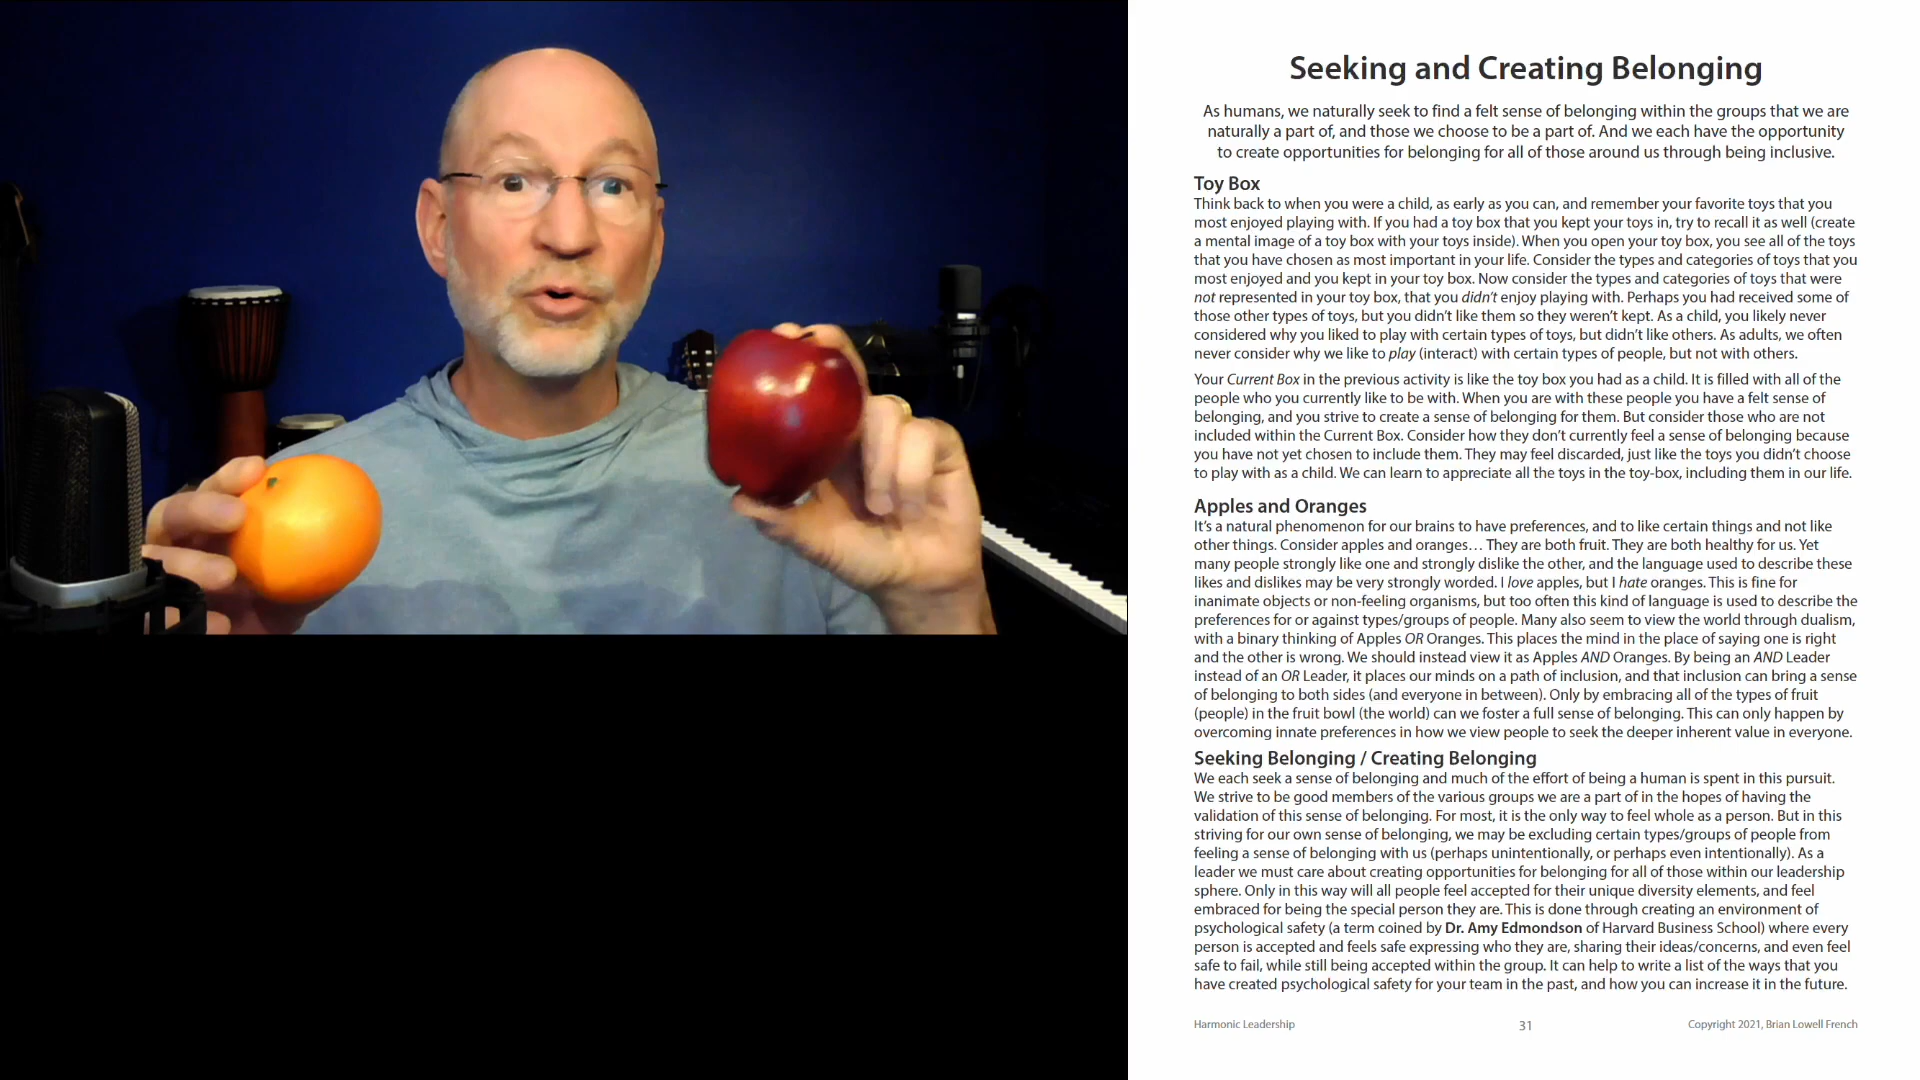 Seeking and Creating Belonging
As humans, we naturally seek to find a felt sense of belonging within the groups that we are
naturally a part of, and those we choose to be a part of. And we each have the opportunity
to create opportunities for belonging for all of those around us through being inclusive.
Toy Box
Think back to when you were a child, as early as you can, and remember your favorite toys that you
most enjoyed playing with. If you had a toy box that you kept your toys in, try to recall it as well (create
a mental image of a toy box with your toys inside). When you open your toy box, you see all of the toys
that you have chosen as most important in your life. Consider the types and categories of toys that you
most enjoyed and you kept in your toy box. Now consider the types and categories of toys that were
not represented in your toy box, that you didn't enjoy playing with. Perhaps you had received some of
those other types of toys, but you didn't like them so they weren't kept. As a child, you likely never
considered why you liked to play with certain types of toys, but didn't like others. As adults, we often
never consider why we like to play (interact) with certain types of people, but not with others.
Your Current Box in the previous activity is like the toy box you had as a child. It is filled with all of the
people who you currently like to be with. When you are with these people you have a felt sense of
belonging, and you strive to create a sense of belonging for them. But consider those who are not
included within the Current Box. Consider how they don't currently feel a sense of belonging because
you have not yet chosen to include them. They may feel discarded, just like the toys you didn't choose
to play with as a child. We can learn to appreciate all the toys in the toy-box, including them in our life.
Apples and Oranges
It's a natural phenomenon for our brains to have preferences, and to like certain things and not like
other things. Consider apples and oranges… They are both fruit. They are both healthy for us. Yet
many people strongly like one and strongly dislike the other, and the language used to describe these
likes and dislikes may be very strongly worded. I love apples, but I hate oranges. This is fine for
inanimate objects or non-feeling organisms, but too often this kind of language is used to describe the
preferences for or against types/groups of people. Many also seem to view the world through dualism,
with a binary thinking of Apples OR Oranges. This places the mind in the place of saying one is right
and the other is wrong. We should instead view it as Apples AND Oranges. By being an AND Leader
instead of an OR Leader, it places our minds on a path of inclusion, and that inclusion can bring a sense
of belonging to both sides (and everyone in between). Only by embracing all of the types of fruit
(people) in the fruit bowl (the world) can we foster a full sense of belonging. This can only happen by
overcoming innate preferences in how we view people to seek the deeper inherent value in everyone.
Seeking Belonging / Creating Belonging
We each seek a sense of belonging and much of the effort of being a human is spent in this pursuit.
We strive to be good members of the various groups we are a part of in the hopes of having the
validation of this sense of belonging. For most, it is the only way to feel whole as a person. But in this
striving for our own sense of belonging, we may be excluding certain types/groups of people from
feeling a sense of belonging with us (perhaps unintentionally, or perhaps even intentionally). As a
leader we must care about creating opportunities for belonging for all of those within our leadership
sphere. Only in this way will all people feel accepted for their unique diversity elements, and feel
embraced for being the special person they are. This is done through creating an environment of
psychological safety (a term coined by Dr. Amy Edmondson of Harvard Business School) where every
person is accepted and feels safe expressing who they are, sharing their ideas/concerns, and even feel
safe to fail, while still being accepted within the group. It can help to write a list of the ways that you
have created psychological safety for your team in the past, and how you can increase it in the future.
Harmonic Leadership 31 Copyright 2021, Brian Lowell French